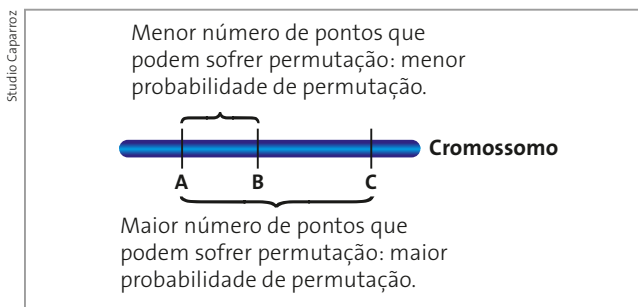 Studio Caparroz
Menor número de pontos que
podem sofrer permutação: menor
probabilidade de permutação.
Cromossomo
A
B
C
Maior número de pontos que
podem sofrer permutação: maior
probabilidade de permutação.